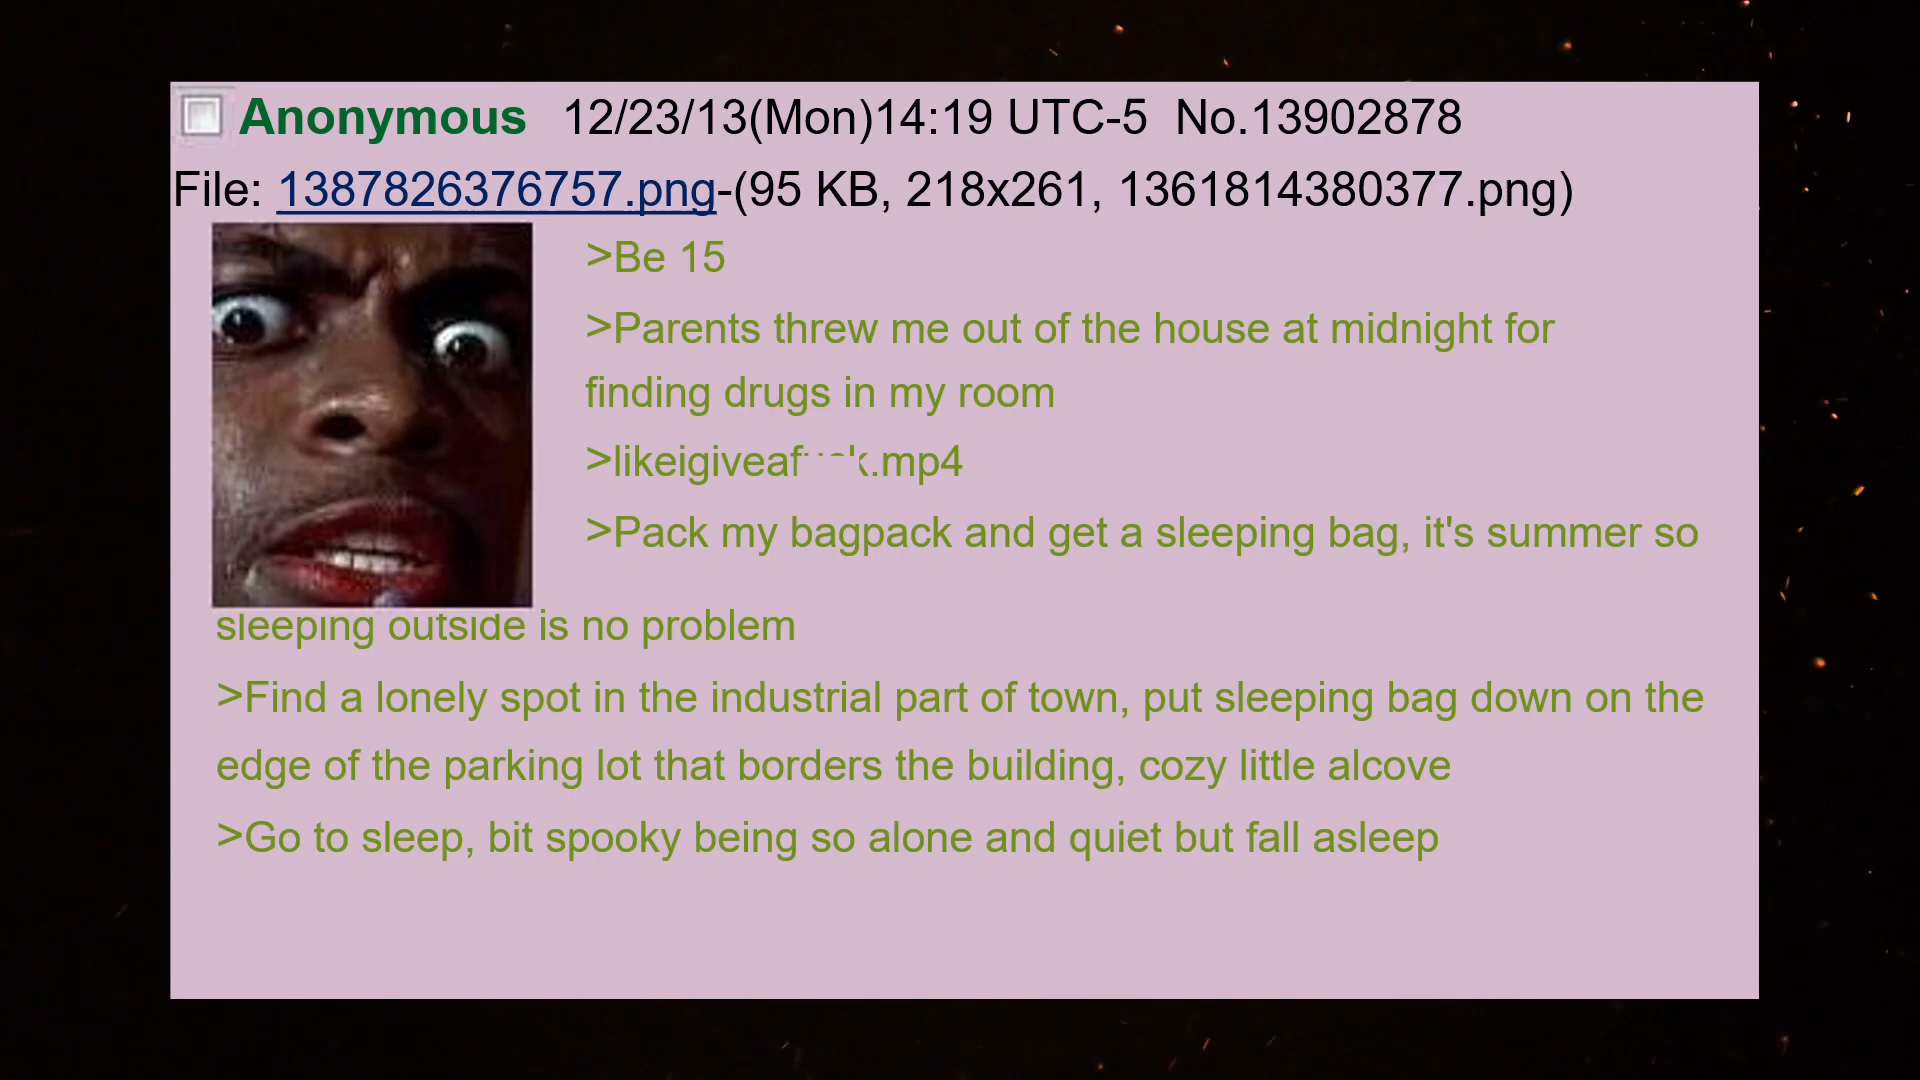 Anonymous 12/23/13(Mon)14:19 UTC-5 No.13902878
File: 1387826376757.png-(95 KB, 218x261, 1361814380377.png)
>Be 15
>Parents threw me out of the house at midnight for
finding drugs in my room
>likeigiveafuck.mp4
>Pack my bagpack and get a sleeping bag, it's summer so
sleeping outside is no problem
>Find a lonely spot in the industrial part of town, put sleeping bag down on the
edge of the parking lot that borders the building, cozy little alcove
>Go to sleep, bit spooky being so alone and quiet but fall asleep